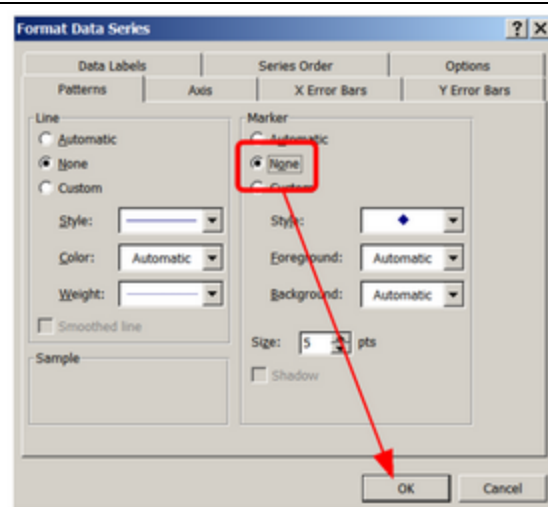 Format Data Series ? X
Data Labels Series Order Options
Patterns Axis X Error Bars Y Error Bars
Line Marker
Automatic Automatic
None None
Custom Custom
Style: Style:
Color: Automatic Foreground: Automatic
Weight: Background: Automatic
Smoothed line
Size: 5 pts
Sample
Shadow
OK Cancel